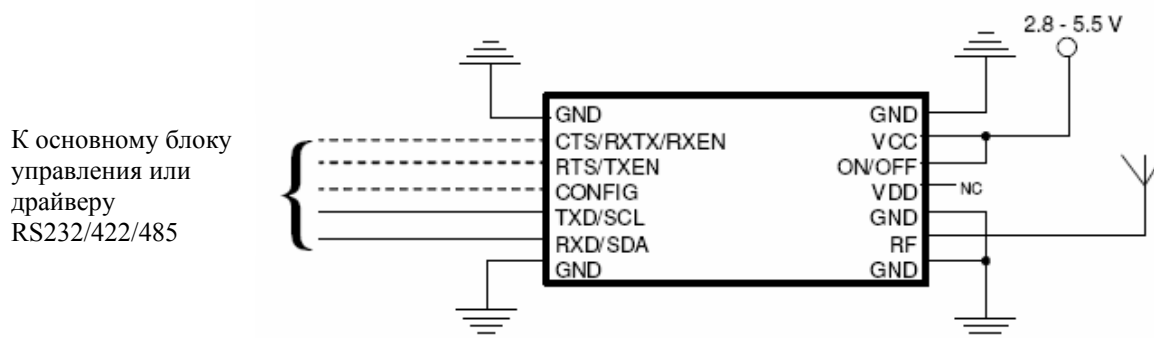 2.8 - 5.5 V
К основному блоку
управления или
драйверу
RS232/422/485
GND
CTS/RXTX/RXEN
RTS/TXEN
CONFIG
TXD/SCL
RXD/SDA
GND
GND
VCC
ON/OFF
VDD
NC
GND
RF
GND